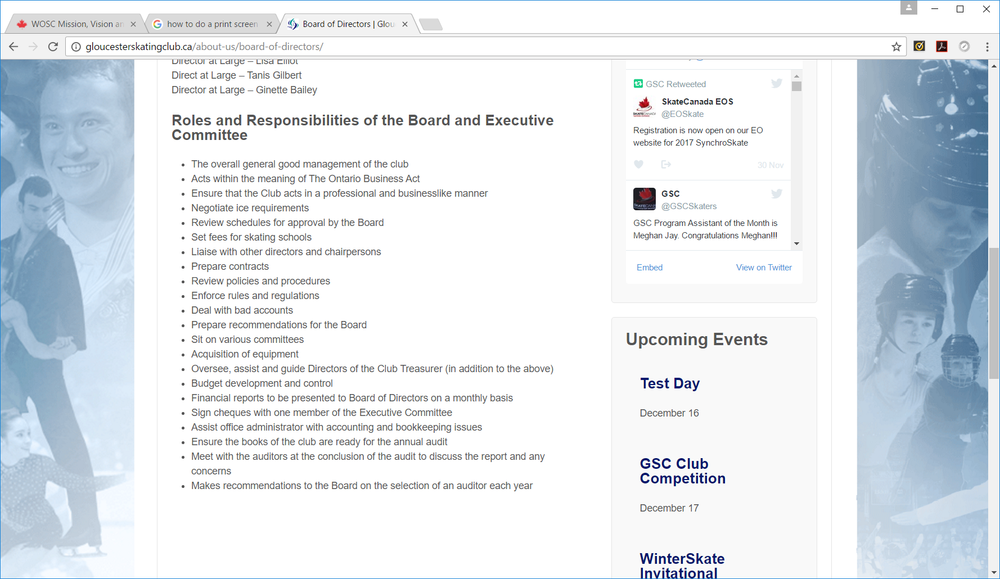 WOSC Mission, Vision an
how to do a print screen
Board of Directors | Glou
gloucesterskatingclub.ca/about-us/board-of-directors/
Director at Large – Lisa Elliot
Direct at Large – Tanis Gilbert
Director at Large – Ginette Bailey
Roles and Responsibilities of the Board and Executive
Committee
The overall general good management of the club
Acts within the meaning of The Ontario Business Act
Ensure that the Club acts in a professional and businesslike manner
Negotiate ice requirements
Review schedules for approval by the Board
Set fees for skating schools
Liaise with other directors and chairpersons
Prepare contracts
Review policies and procedures
Enforce rules and regulations
Deal with bad accounts
Prepare recommendations for the Board
Sit on various committees
Acquisition of equipment
Oversee, assist and guide Directors of the Club Treasurer (in addition to the above)
Budget development and control
Financial reports to be presented to Board of Directors on a monthly basis
Sign cheques with one member of the Executive Committee
Assist office administrator with accounting and bookkeeping issues
Ensure the books of the club are ready for the annual audit
Meet with the auditors at the conclusion of the audit to discuss the report and any
concerns
Makes recommendations to the Board on the selection of an auditor each year
GSC Retweeted
SkateCanada EOS
@EOSkate
Registration is now open on our EO
website for 2017 SynchroSkate
30 Nov
GSC
@GSCSkaters
GSC Program Assistant of the Month is
Meghan Jay. Congratulations Meghan!!!
Embed
View on Twitter
Upcoming Events
Test Day
December 16
GSC Club
Competition
December 17
WinterSkate
Invitational